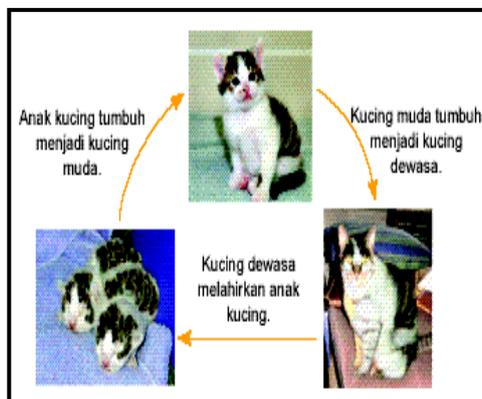 Anak kucing tumbuh
menjadi kucing
muda.
Kucing muda tumbuh
menjadi kucing
dewasa.
Kucing dewasa
melahirkan anak
kucing.